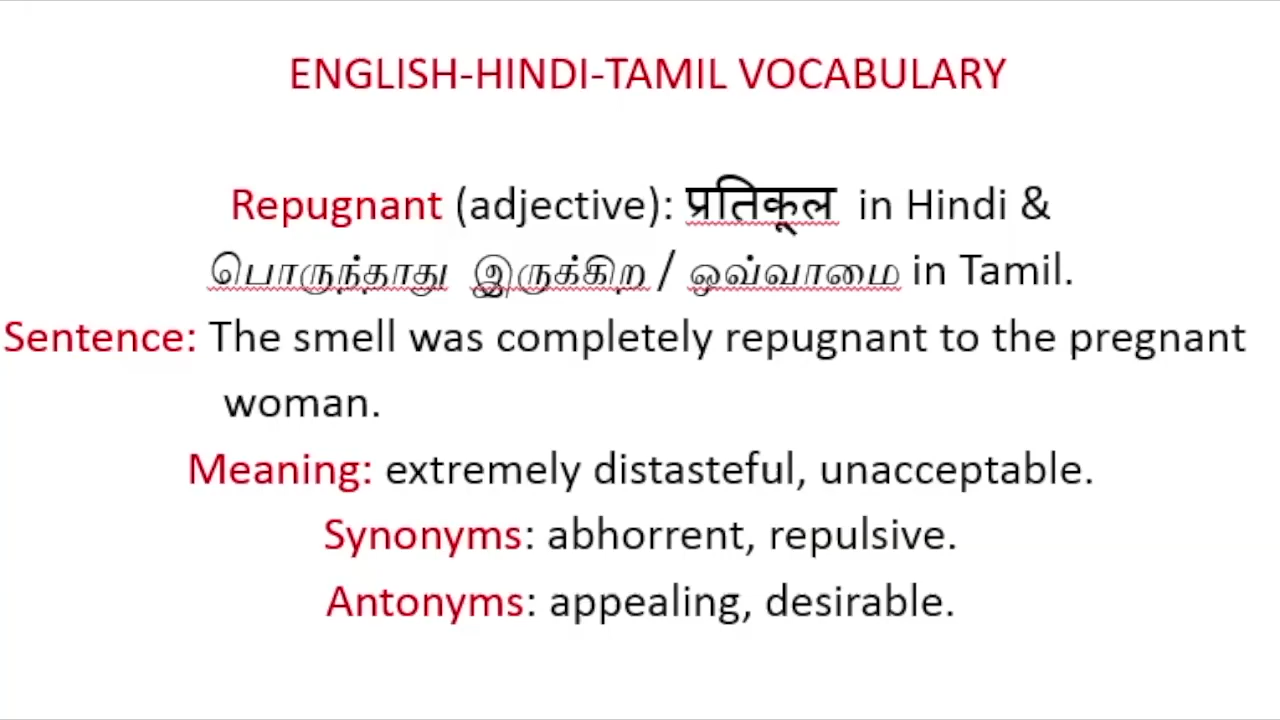 ENGLISH-HINDI-TAMIL VOCABULARY
Repugnant (adjective): प्रतिकूल in Hindi &
பொருந்தாது இருக்கிற / ஒவ்வாமை in Tamil.
Sentence: The smell was completely repugnant to the pregnant
woman.
Meaning: extremely distasteful, unacceptable.
Synonyms: abhorrent, repulsive.
Antonyms: appealing, desirable.